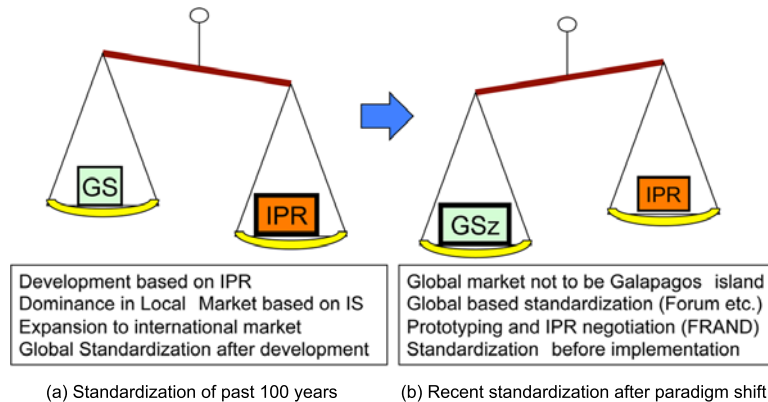 GS
IPR
GSz
IPR
Development based on IPR
Dominance in Local Market based on IS
Expansion to international market
Global Standardization after development
Global market not to be Galapagos island
Global based standardization (Forum etc.)
Prototyping and IPR negotiation (FRAND)
Standardization before implementation
(a) Standardization of past 100 years
(b) Recent standardization after paradigm shift